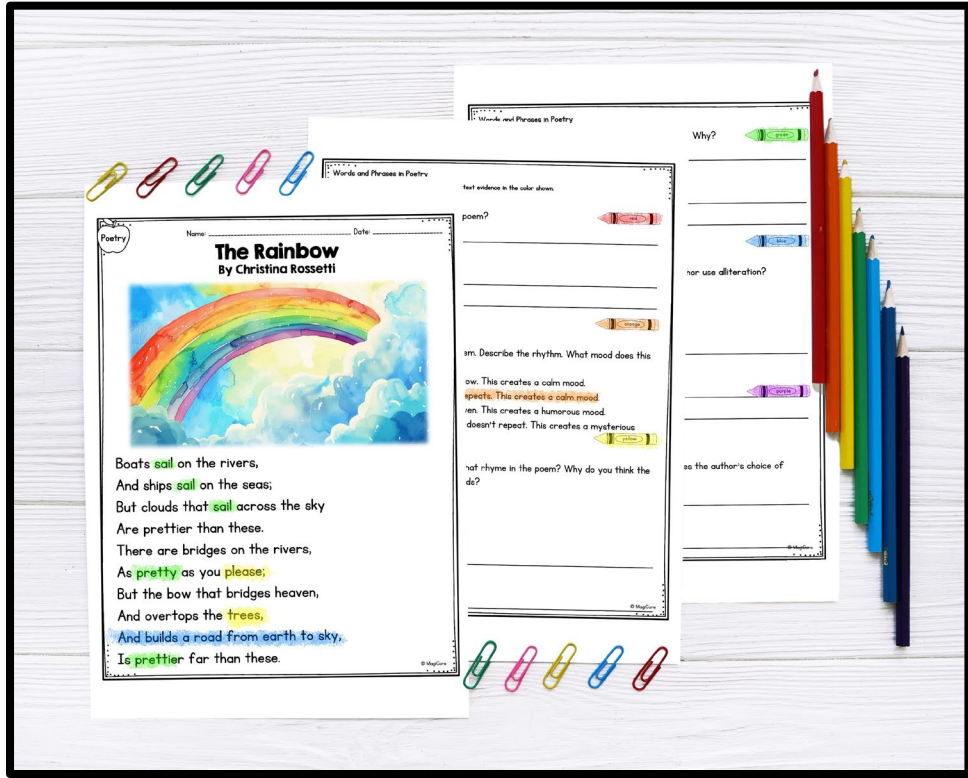 Poetry
Name: Date:
The Rainbow
By Christina Rossetti
Boats sail on the rivers,
And ships sail on the seas;
But clouds that sail across the sky
Are prettier than these.
There are bridges on the rivers,
As pretty as you please;
But the bow that bridges heaven,
And overtops the trees,
And builds a road from earth to sky,
Is prettier far than these.
© MagiCore
Words and Phrases in Poetry
text evidence in the color shown.
poem?
red
orange
em. Describe the rhythm. What mood does this
ow. This creates a calm mood.
epeats. This creates a calm mood.
ven. This creates a humorous mood.
doesn't repeat. This creates a mysterious
yellow
hat rhyme in the poem? Why do you think the
ds?
© MagiCore
Words and Phrases in Poetry
Why?
green
blue
hor use alliteration?
purple
es the author's choice of
© MagiCore